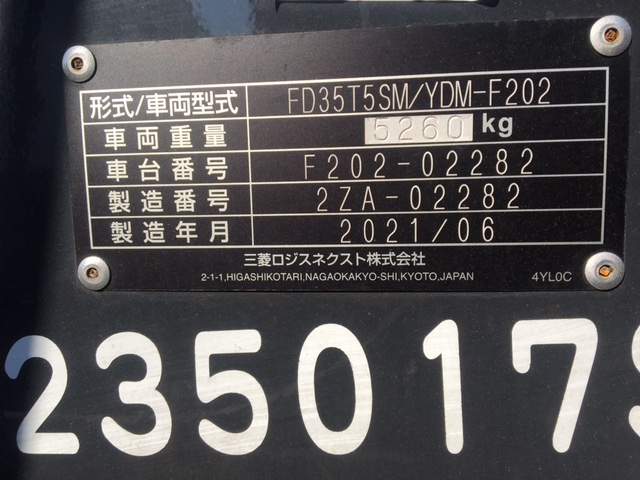 形式/車両型式 FD35T5SM/YDM-F202
車両重量 5260 kg
車台番号 F202-02282
製造番号 2ZA-02282
製造年月 2021/06
三菱ロジスネクスト株式会社
2-1-1,HIGASHIKOTARI,NAGAOKAKYO-SHI,KYOTO,JAPAN 4YL0C
2350179